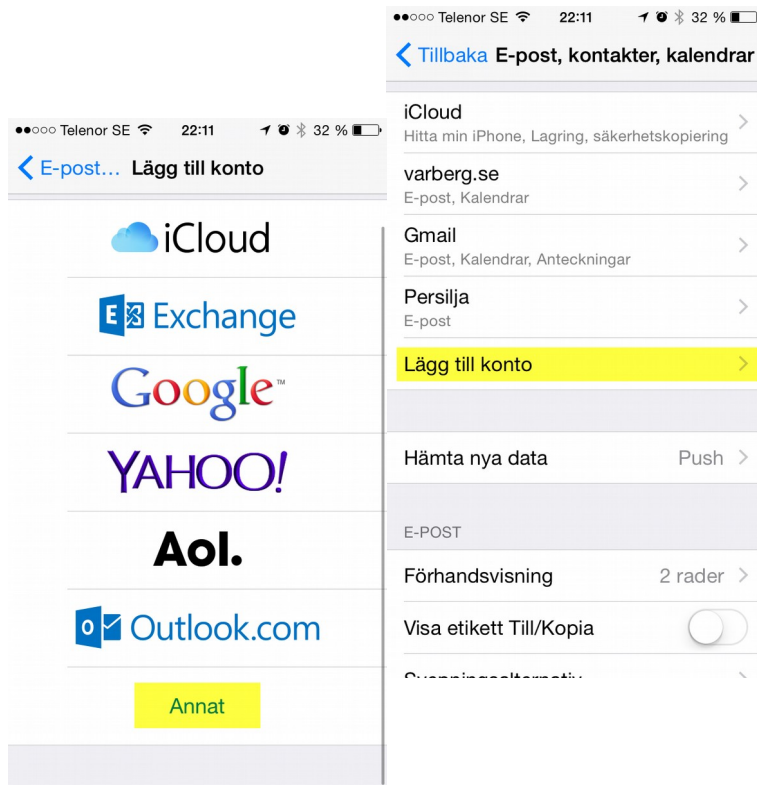 ●●○○○ Telenor SE 22:11 32 %
E-post… Lägg till konto
iCloud
E Exchange
Google™
YAHOO!
Aol.
o Outlook.com
Annat
●●○○○ Telenor SE 22:11 32 %
Tillbaka E-post, kontakter, kalendrar
iCloud
Hitta min iPhone, Lagring, säkerhetskopiering
varberg.se
E-post, Kalendrar
Gmail
E-post, Kalendrar, Anteckningar
Persilja
E-post
Lägg till konto
Hämta nya data Push
E-POST
Förhandsvisning 2 rader
Visa etikett Till/Kopia